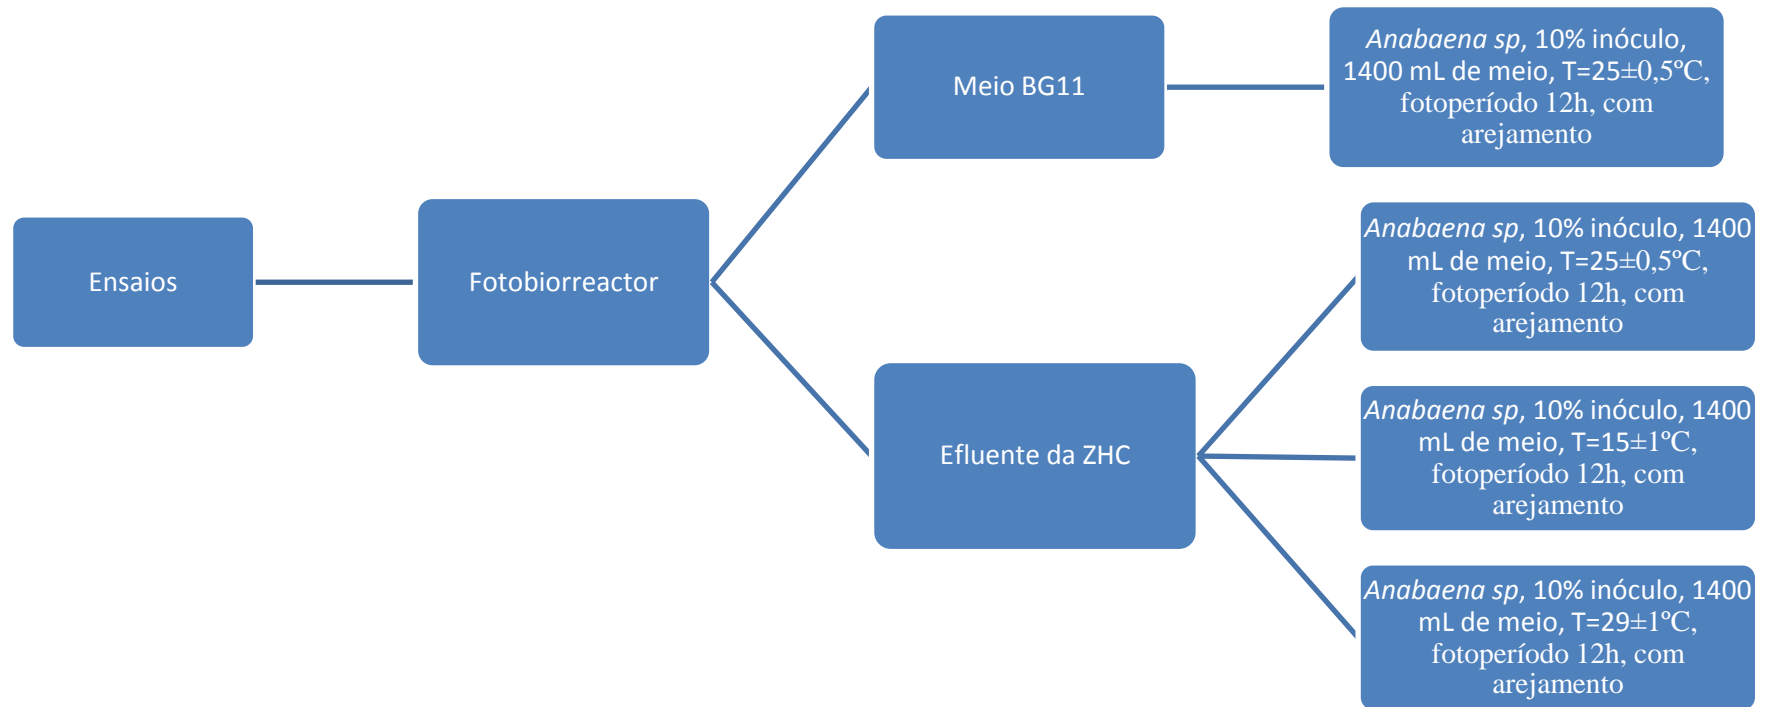 Ensaios
Fotobiorreactor
Meio BG11
Anabaena sp, 10% inóculo,
1400 mL de meio, T=25±0,5ºC,
fotoperíodo 12h, com
arejamento
Efluente da ZHC
Anabaena sp, 10% inóculo, 1400
mL de meio, T=25±0,5ºC,
fotoperíodo 12h, com
arejamento
Anabaena sp, 10% inóculo, 1400
mL de meio, T=15±1ºC,
fotoperíodo 12h, com
arejamento
Anabaena sp, 10% inóculo, 1400
mL de meio, T=29±1ºC,
fotoperíodo 12h, com
arejamento